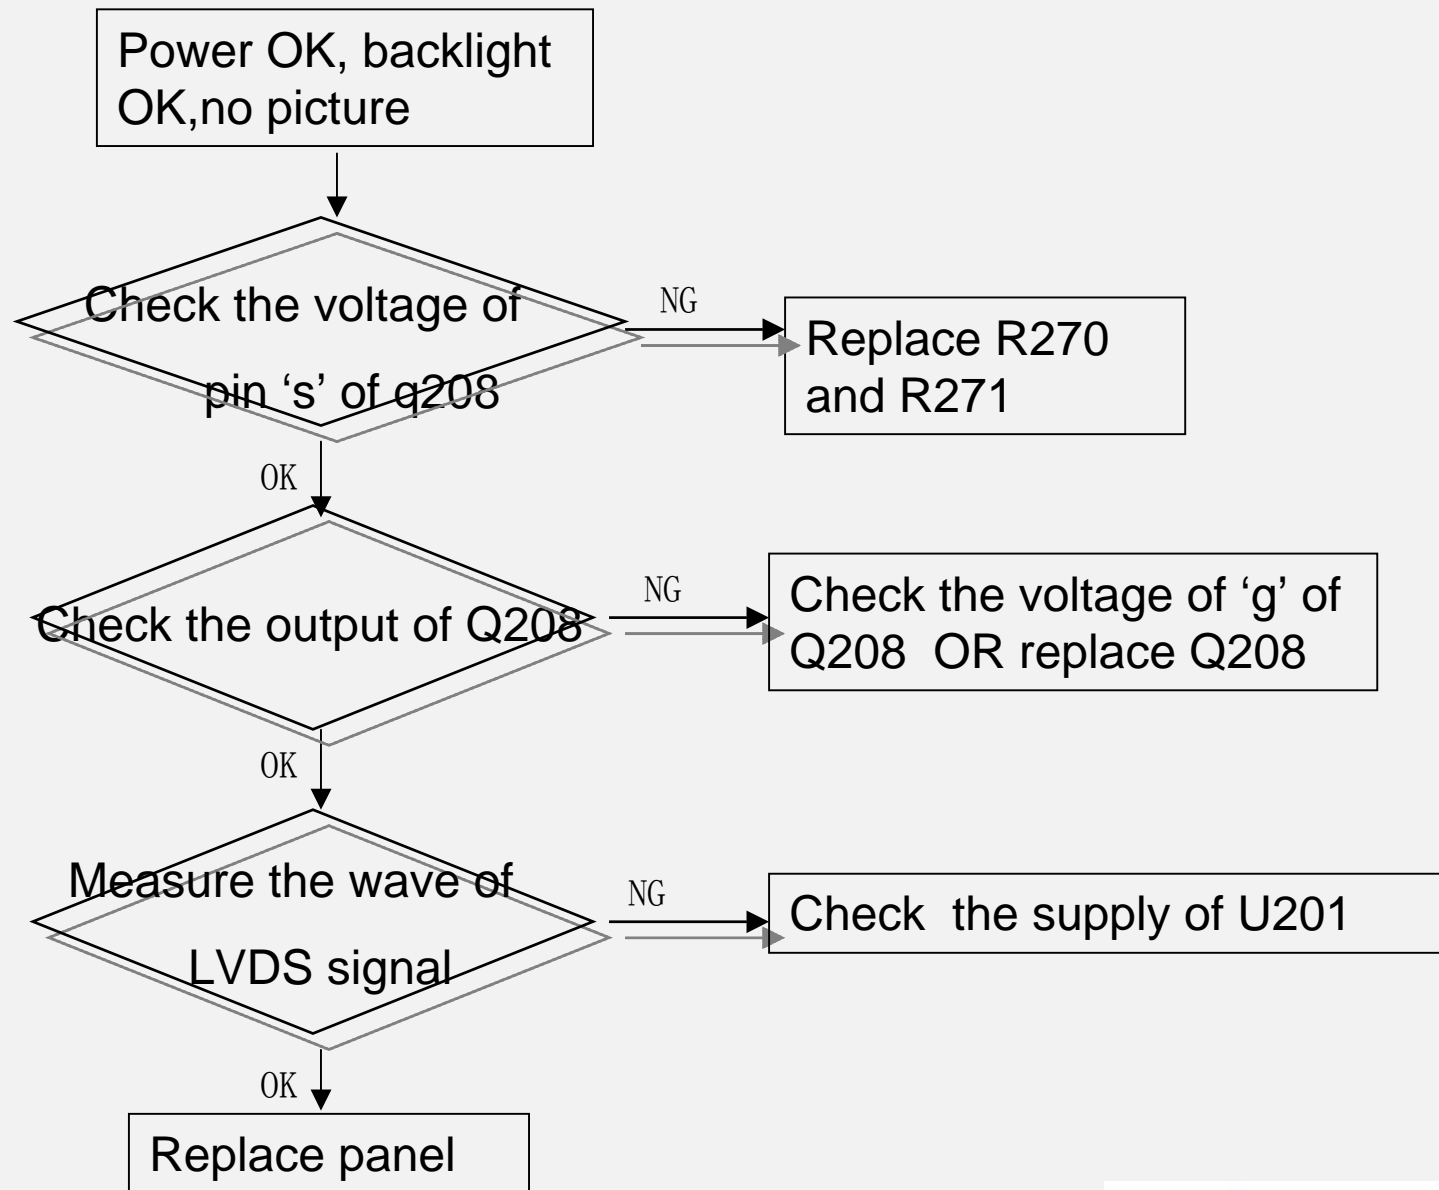 Power OK, backlight
OK,no picture
Check the voltage of
pin ‘s’ of q208
NG
Replace R270
and R271
OK
Check the output of Q208
NG
Check the voltage of ‘g’ of
Q208  OR replace Q208
OK
Measure the wave of
LVDS signal
NG
Check  the supply of U201
OK
Replace panel